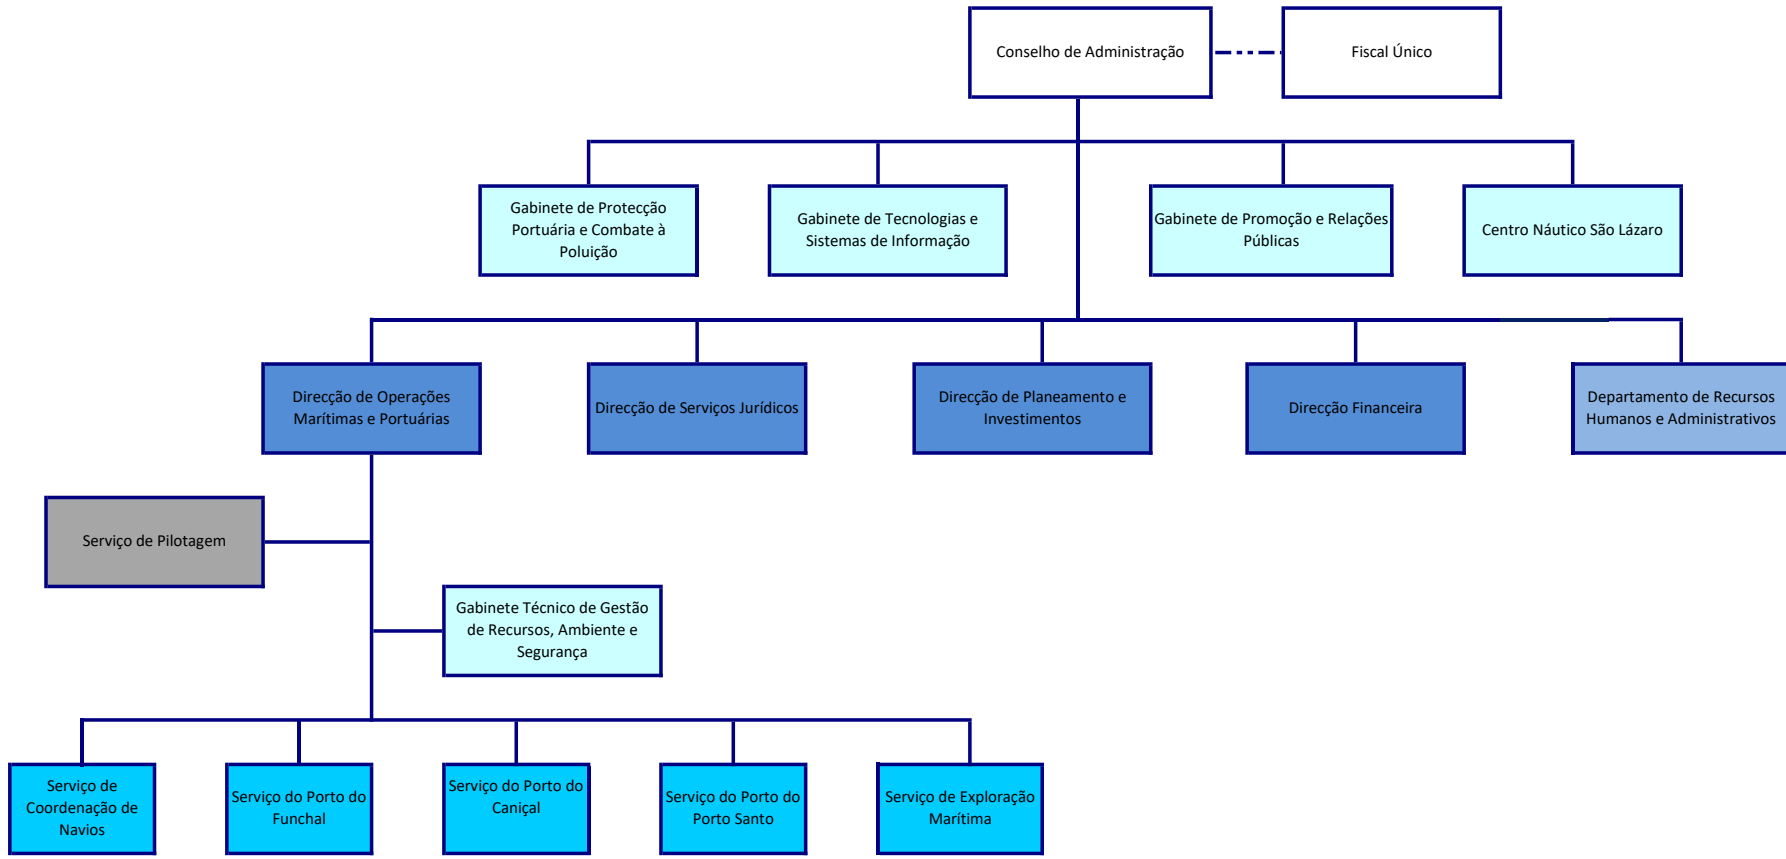 Conselho de Administração
Fiscal Único
Gabinete de Protecção
Portuária e Combate à
Poluição
Gabinete de Tecnologias e
Sistemas de Informação
Gabinete de Promoção e Relações
Públicas
Centro Náutico São Lázaro
Direcção de Operações
Marítimas e Portuárias
Direcção de Serviços Jurídicos
Direcção de Planeamento e
Investimentos
Direcção Financeira
Departamento de Recursos
Humanos e Administrativos
Serviço de Pilotagem
Gabinete Técnico de Gestão
de Recursos, Ambiente e
Segurança
Serviço de
Coordenação de
Navios
Serviço do Porto do
Funchal
Serviço do Porto do
Caniçal
Serviço do Porto do
Porto Santo
Serviço de Exploração
Marítima